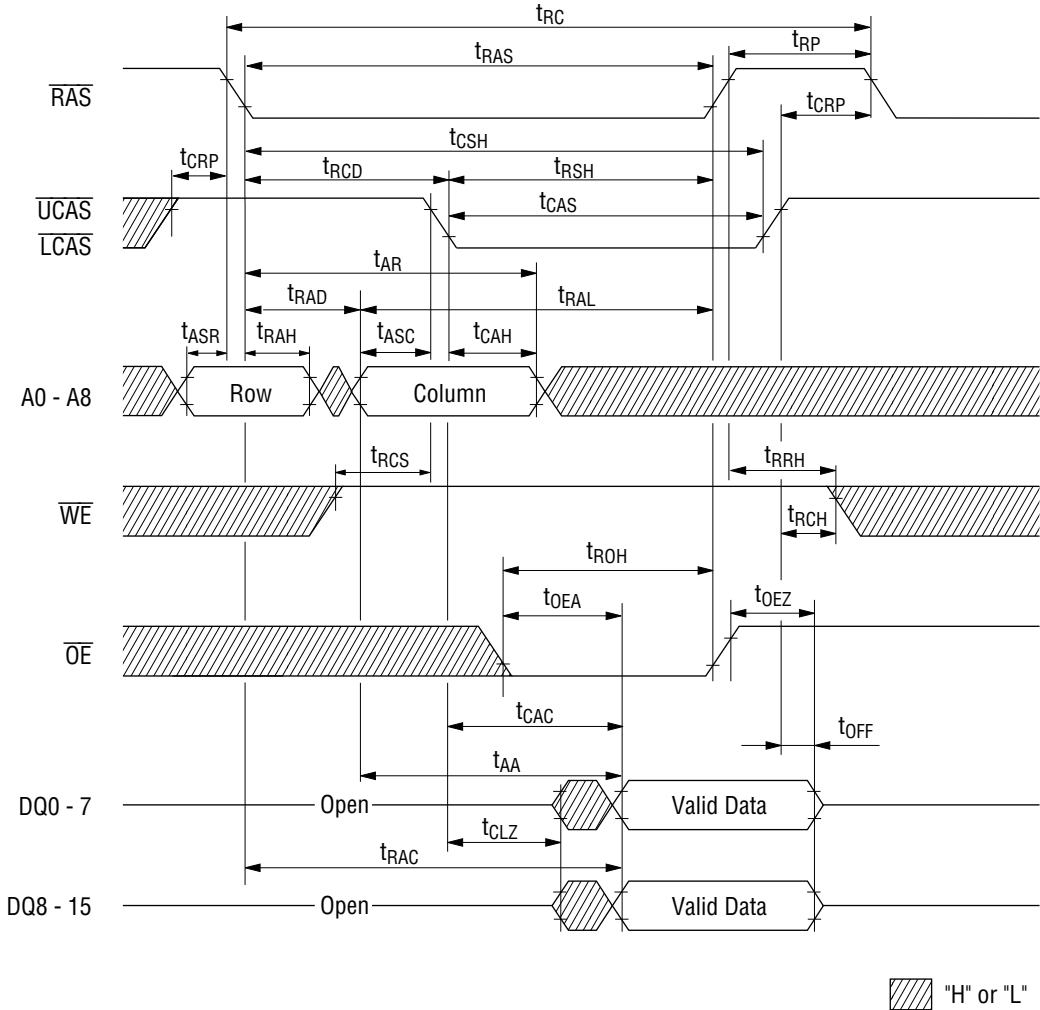 tRC
tRP
tRAS
RAS
tCRP
tCSH
tCRP
tRCD
tRSH
UCAS
tCAS
LCAS
tAR
tRAD
tRAL
tASR
tRAH
tASC
tCAH
A0 - A8
Row
Column
tRCS
tRRH
WE
tRCH
tROH
tOEA
tOEZ
OE
tCAC
tOFF
tAA
DQ0 - 7
Open
Valid Data
tCLZ
tRAC
DQ8 - 15
Open
Valid Data
"H" or "L"